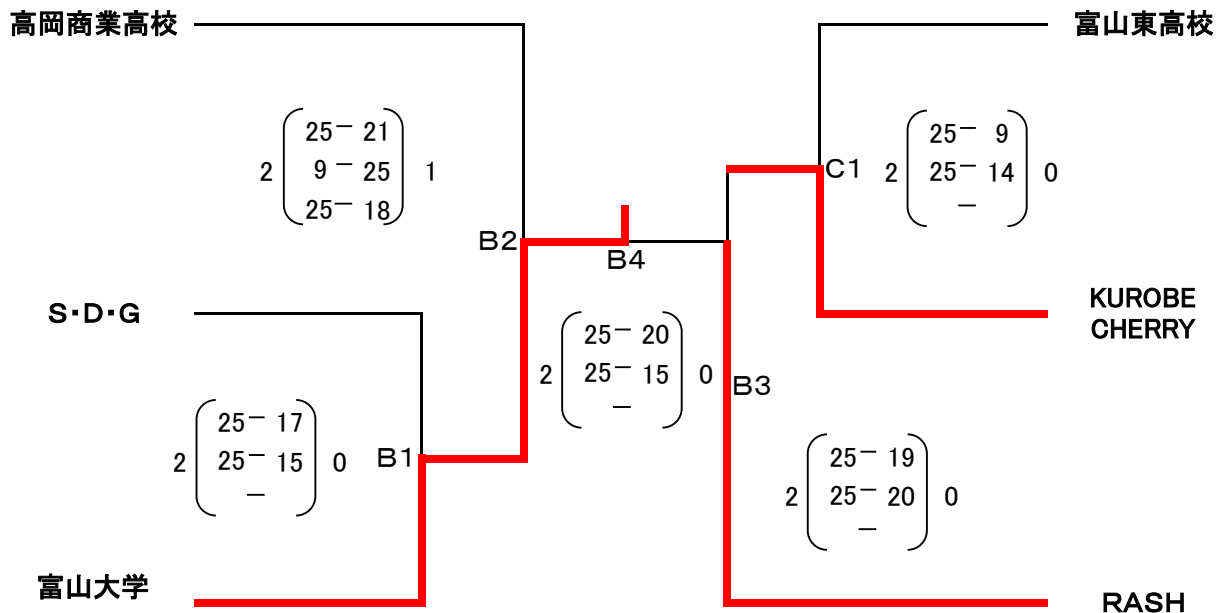 高岡商業高校
富山東高校
2 25－21 1
9－25
25－18
C1
2 25－9 0
25－14
－
B2
B4
S・D・G
KUROBE
CHERRY
2 25－20 0
25－15
－
B3
2 25－17 0
25－15
－
B1
2 25－19 0
25－20
－
富山大学
RASH